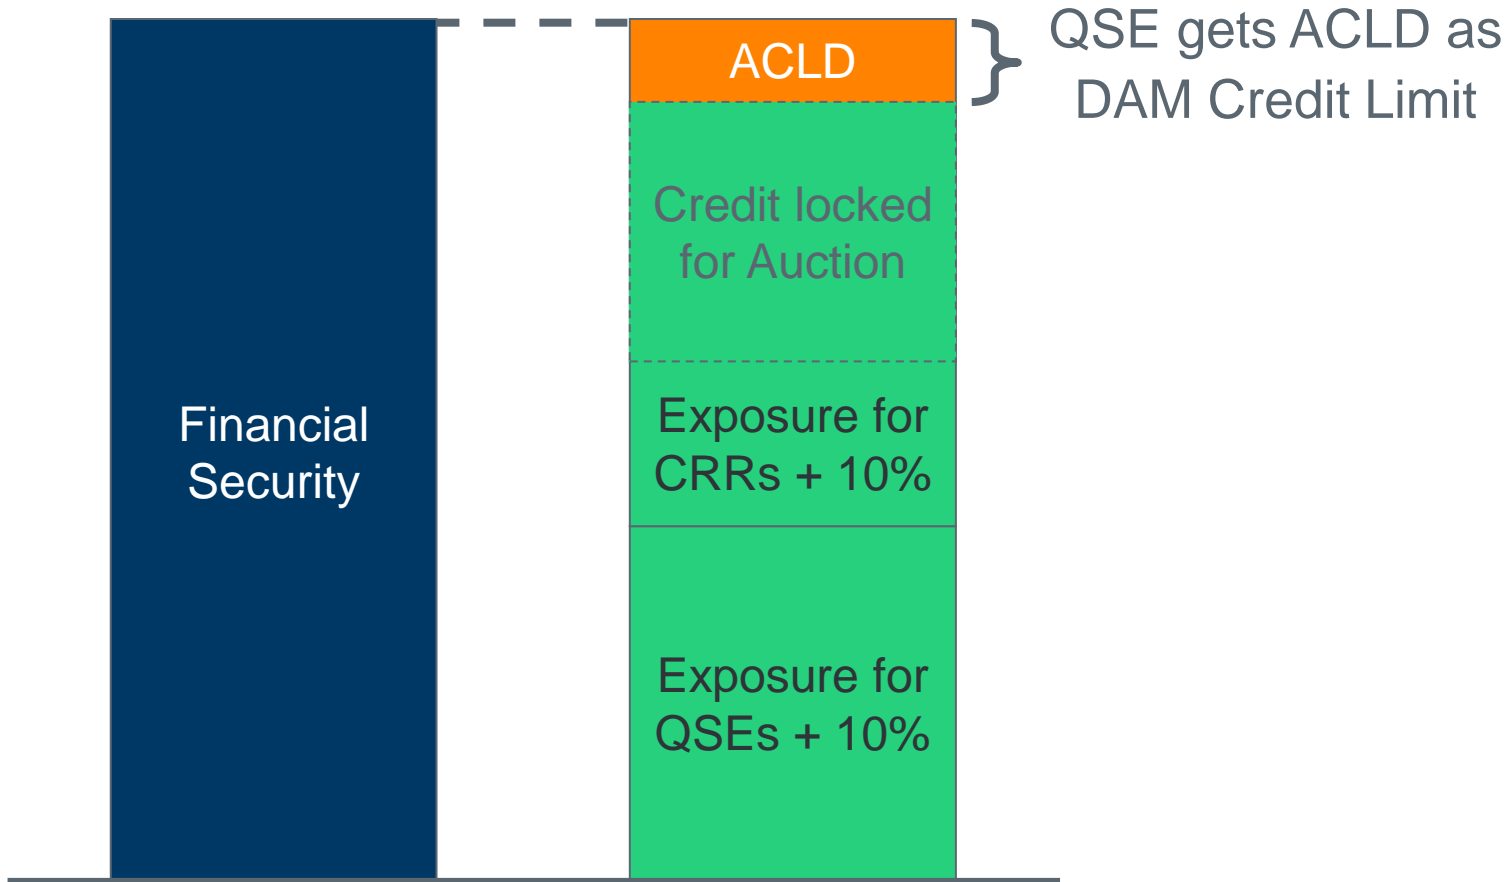 Financial
Security
ACLD
Credit locked
for Auction
Exposure for
CRRs + 10%
Exposure for
QSEs + 10%
QSE gets ACLD as
DAM Credit Limit